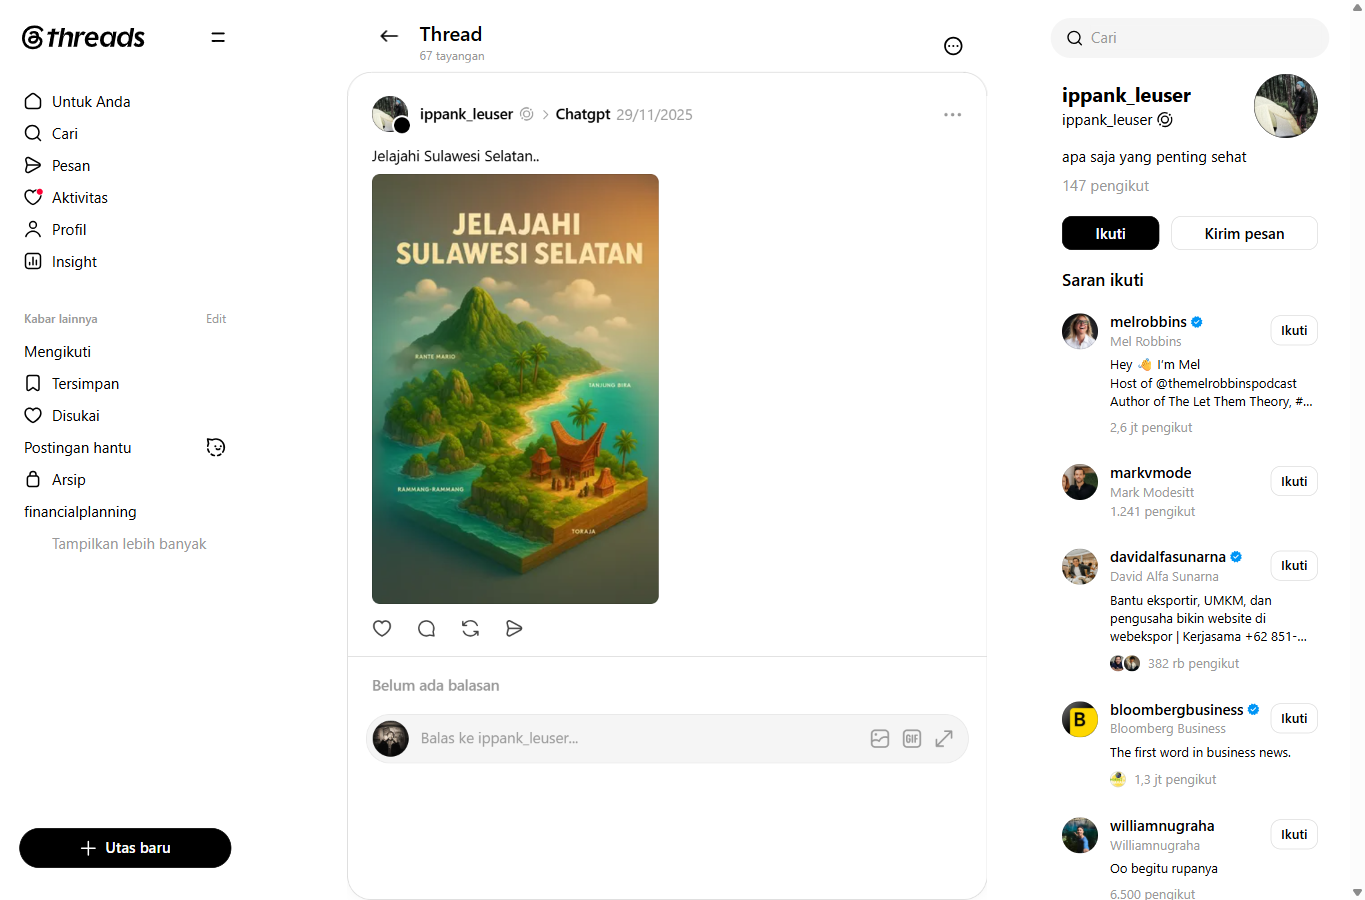 threads
Untuk Anda
Cari
Pesan
Aktivitas
Profil
Insight
Kabar lainnya
Edit
Mengikuti
Tersimpan
Disukai
Postingan hantu
Arsip
financialplanning
Tampilkan lebih banyak
Utas baru
Thread
67 tayangan
ippank_leuser Chatgpt 29/11/2025
Jelajahi Sulawesi Selatan..
JELAJAHI
SULAWESI SELATAN
RANTE MARIO
TANJUNG BIRA
RAMMANG-RAMMANG
TORAJA
Belum ada balasan
Balas ke ippank_leuser...
GIF
Cari
ippank_leuser
ippank_leuser
apa saja yang penting sehat
147 pengikut
Ikuti
Kirim pesan
Saran ikuti
melrobbins
Mel Robbins
Ikuti
Hey 👋 I'm Mel
Host of @themelrobbinspodcast
Author of The Let Them Theory, #...
2,6 jt pengikut
markvmode
Mark Modesitt
Ikuti
1.241 pengikut
davidalfasunarna
David Alfa Sunarna
Ikuti
Bantu eksportir, UMKM, dan
pengusaha bikin website di
webekspor | Kerjasama +62 851-...
382 rb pengikut
B
bloombergbusiness
Bloomberg Business
Ikuti
The first word in business news.
1,3 jt pengikut
williamnugraha
Williamnugraha
Ikuti
Oo begitu rupanya
6.500 pengikut